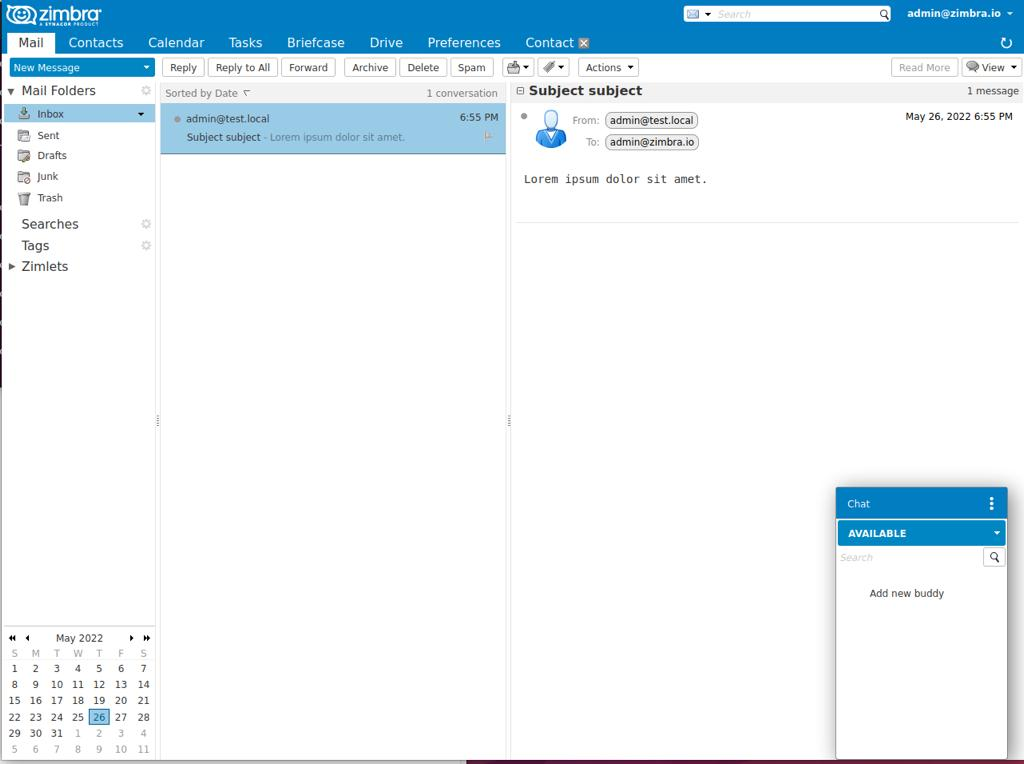 zimbra
A SYNACOR PRODUCT
Search
admin@zimbra.io
Mail Contacts Calendar Tasks Briefcase Drive Preferences Contact
New Message Reply Reply to All Forward Archive Delete Spam Actions Read More View
Mail Folders
Inbox
Sent
Drafts
Junk
Trash
Searches
Tags
Zimlets
Sorted by Date 1 conversation
admin@test.local 6:55 PM
Subject subject - Lorem ipsum dolor sit amet.
Subject subject 1 message
From: admin@test.local May 26, 2022 6:55 PM
To: admin@zimbra.io
Lorem ipsum dolor sit amet.
Chat
AVAILABLE
Search
Add new buddy
May 2022
S M T W T F S
1 2 3 4 5 6 7
8 9 10 11 12 13 14
15 16 17 18 19 20 21
22 23 24 25 26 27 28
29 30 31 1 2 3 4
5 6 7 8 9 10 11